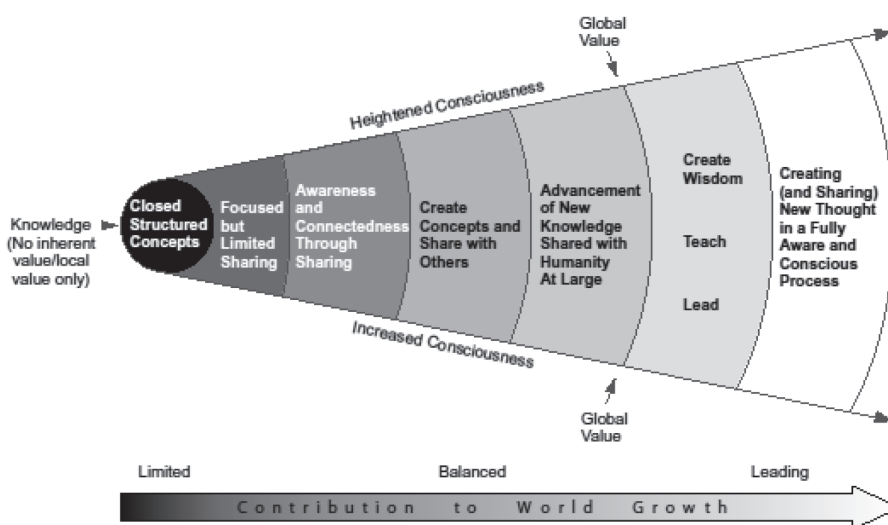 Global
Value
Heightened Consciousness
Knowledge
(No inherent
value/local
value only)
Closed
Structured
Concepts
Focused
but
Limited
Sharing
Awareness
and
Connectedness
Through
Sharing
Create
Concepts and
Share with
Others
Advancement
of New
Knowledge
Shared with
Humanity
At Large
Create
Wisdom
Teach
Lead
Creating
(and Sharing)
New Thought
in a Fully
Aware and
Conscious
Process
Increased Consciousness
Global
Value
Limited
Balanced
Leading
Contribution to World Growth